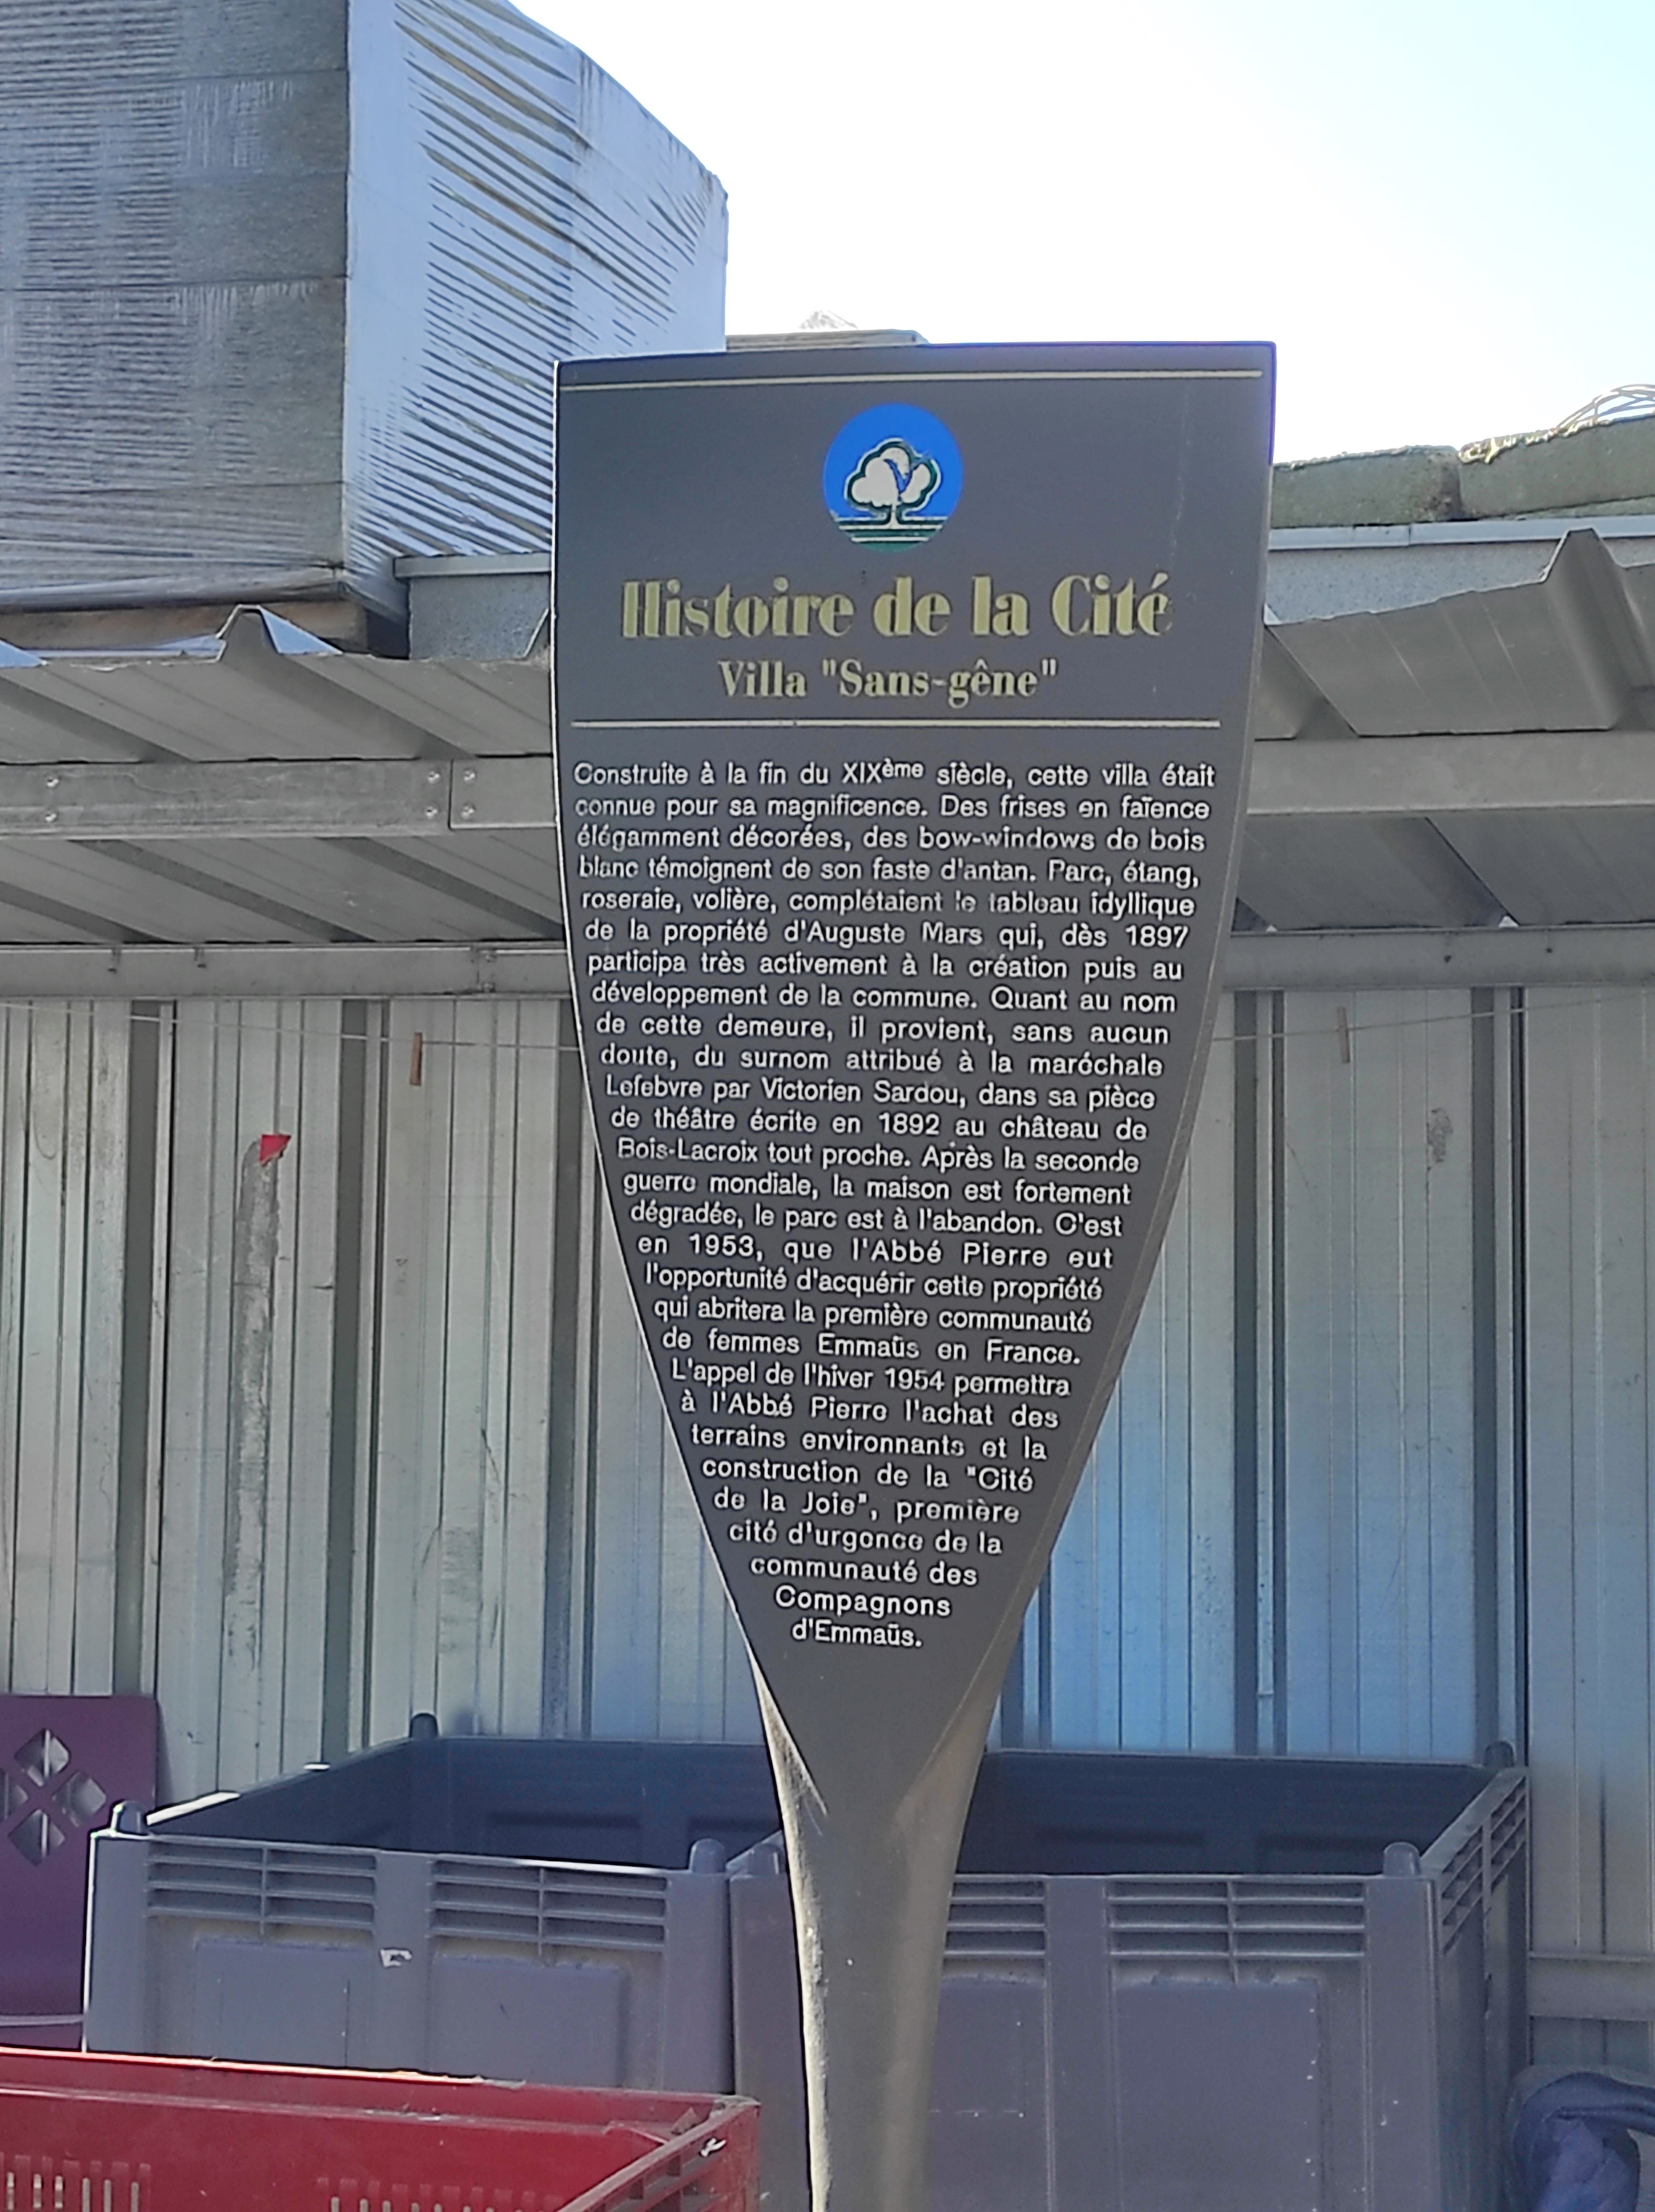 Histoire de la Cité
Villa "Sans-gêne"
Construite à la fin du XIXème siècle, cette villa était
connue pour sa magnificence. Des frises en faïence
élégamment décorées, des bow-windows de bois
blanc témoignent de son faste d'antan. Parc, étang,
roseraie, volière, complétaient le tableau idyllique
de la propriété d'Auguste Mars qui, dès 1897
participa très activement à la création puis au
développement de la commune. Quant au nom
de cette demeure, il provient, sans aucun
doute, du surnom attribué à la maréchale
Lefebvre par Victorien Sardou, dans sa pièce
de théâtre écrite en 1892 au château de
Bois-Lacroix tout proche. Après la seconde
guerre mondiale, la maison est fortement
dégradée, le parc est à l'abandon. C'est
en 1953, que l'Abbé Pierre eut
l'opportunité d'acquérir cette propriété
qui abritera la première communauté
de femmes Emmaüs en France.
L'appel de l'hiver 1954 permettra
à l'Abbé Pierre l'achat des
terrains environnants et la
construction de la "Cité
de la Joie", première
cité d'urgence de la
communauté des
Compagnons
d'Emmaüs.